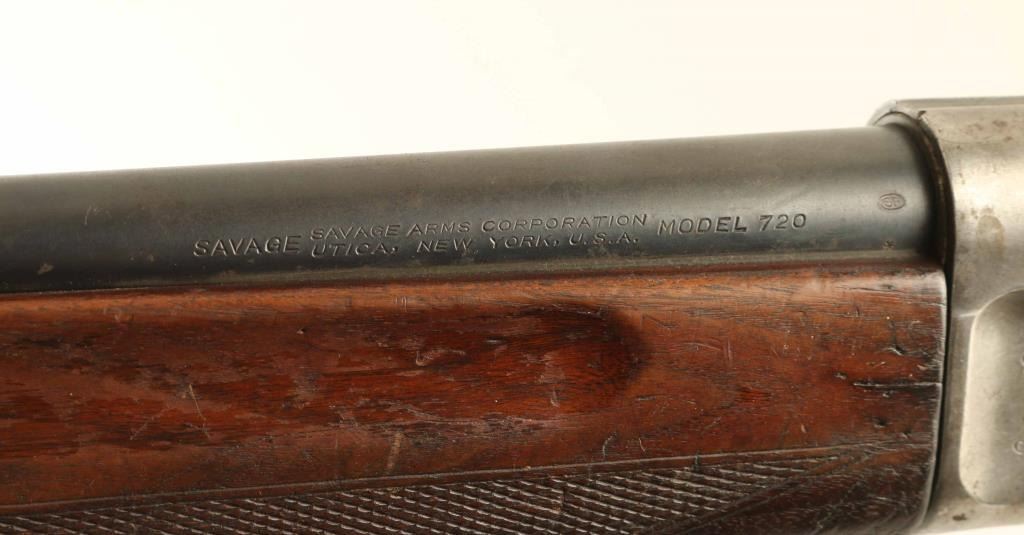 SAVAGE SAVAGE ARMS CORPORATION MODEL 720
UTICA, NEW YORK, U.S.A.